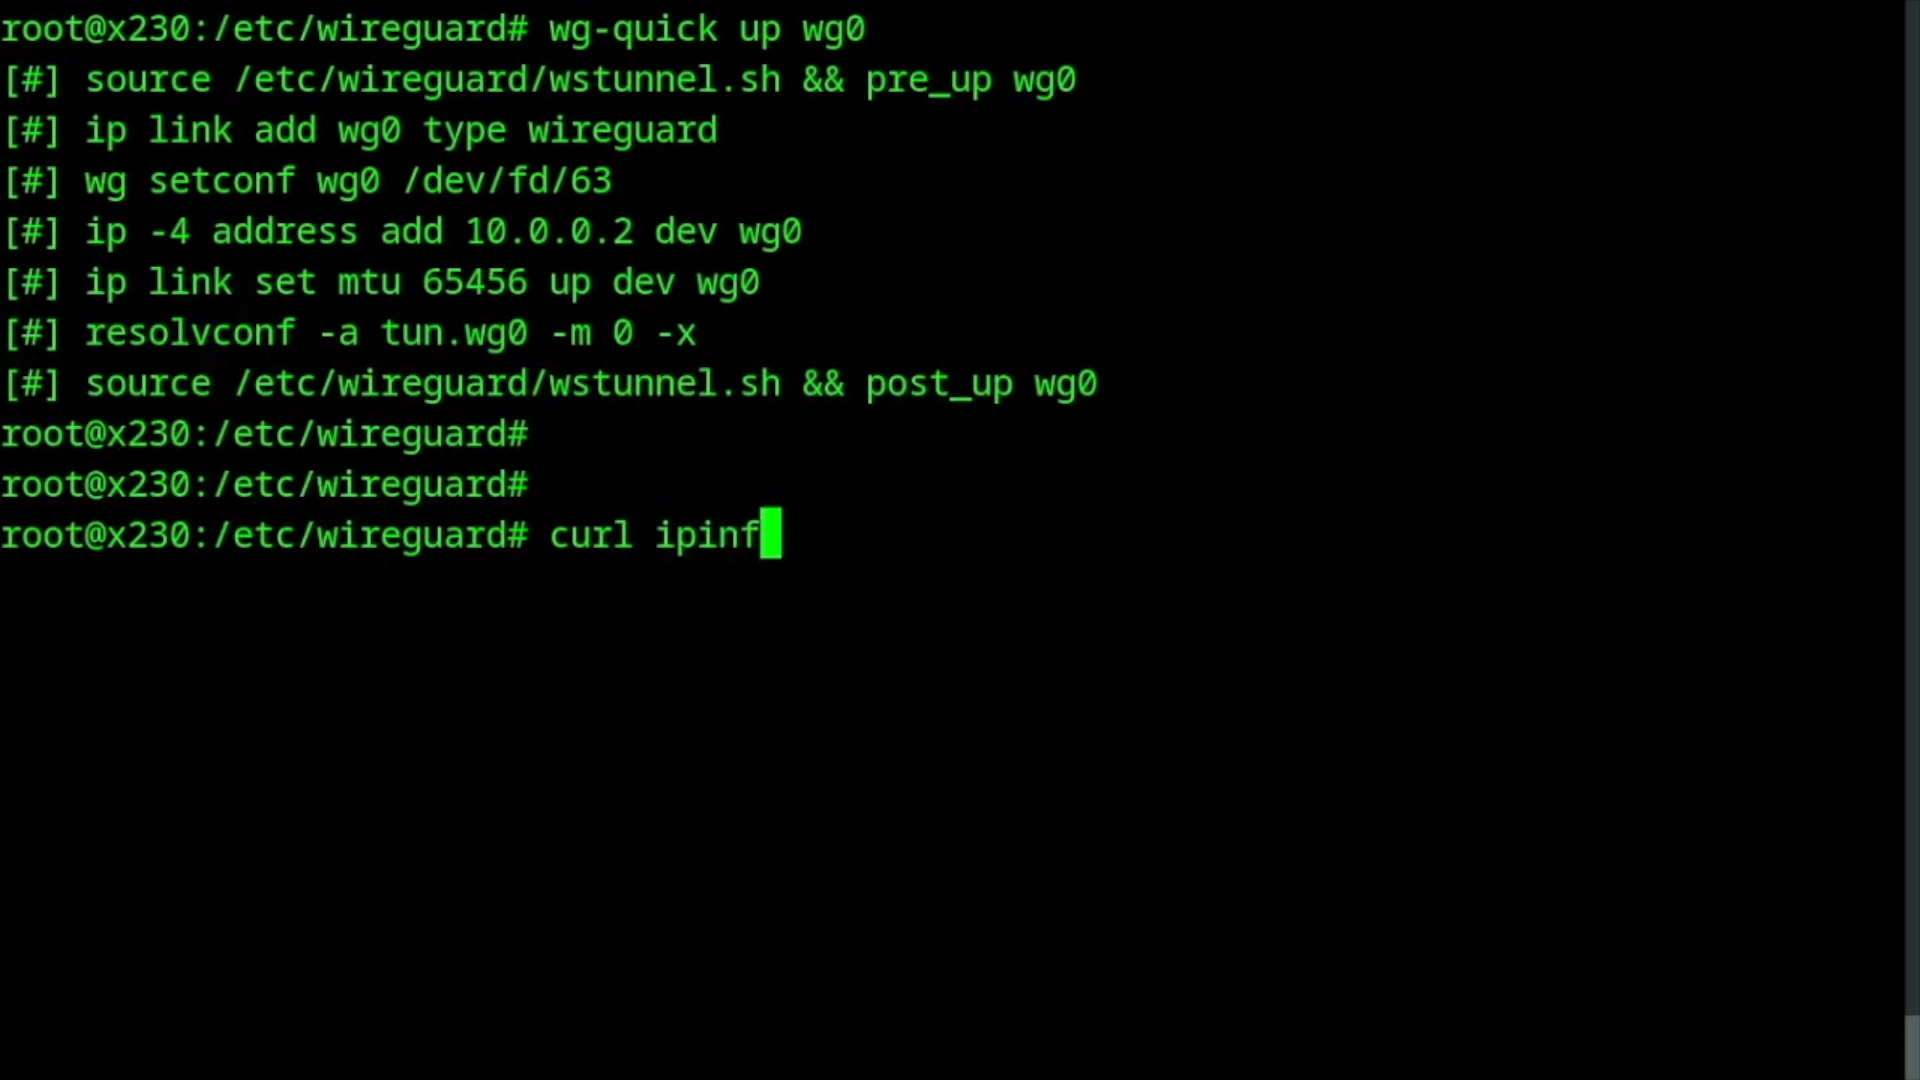 root@x230:/etc/wireguard# wg-quick up wg0
[#] source /etc/wireguard/wstunnel.sh && pre_up wg0
[#] ip link add wg0 type wireguard
[#] wg setconf wg0 /dev/fd/63
[#] ip -4 address add 10.0.0.2 dev wg0
[#] ip link set mtu 65456 up dev wg0
[#] resolvconf -a tun.wg0 -m 0 -x
[#] source /etc/wireguard/wstunnel.sh && post_up wg0
root@x230:/etc/wireguard#
root@x230:/etc/wireguard#
root@x230:/etc/wireguard# curl ipinf